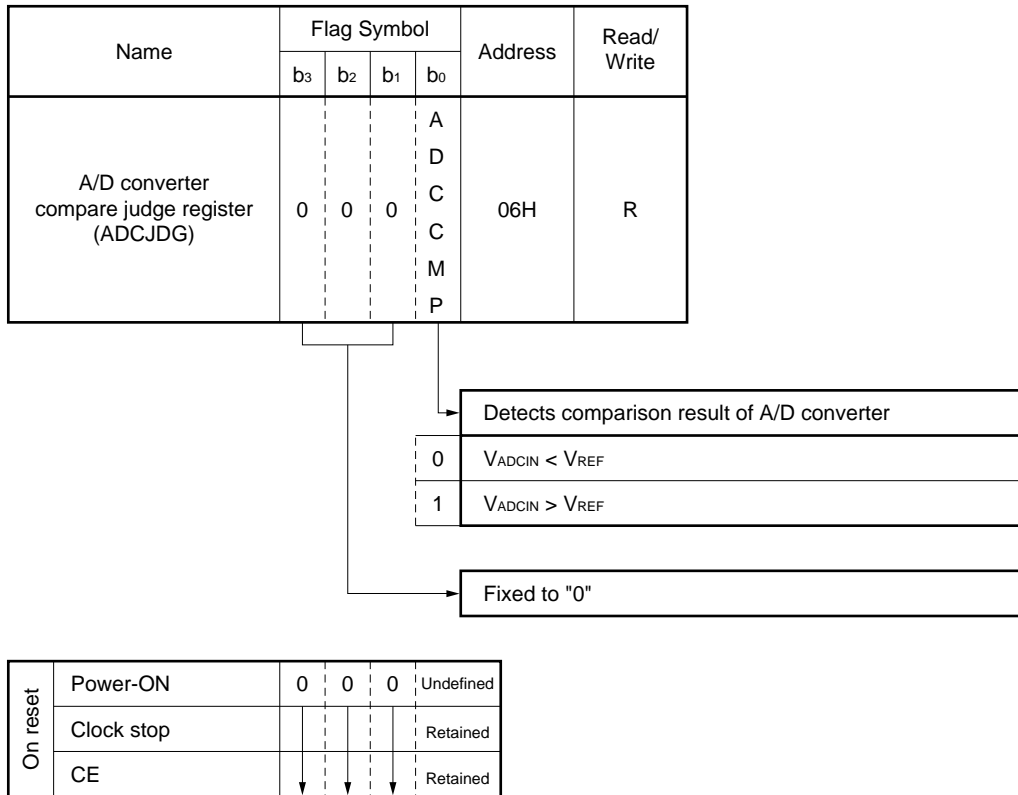 Name
Flag Symbol
Address
Read/
Write
b3 b2 b1 b0
A/D converter
compare judge register
(ADCJDG)
0 0 0
A
D
C
C
M
P
06H
R
Detects comparison result of A/D converter
0 VADCIN < VREF
1 VADCIN > VREF
Fixed to "0"
On reset
Power-ON 0 0 0 Undefined
Clock stop Retained
CE Retained